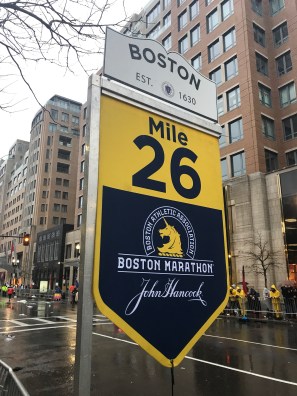 BOSTON
EST. 1630
Mile
26
BOSTON ATHLETIC ASSOCIATION
BOSTON MARATHON
John Hancock